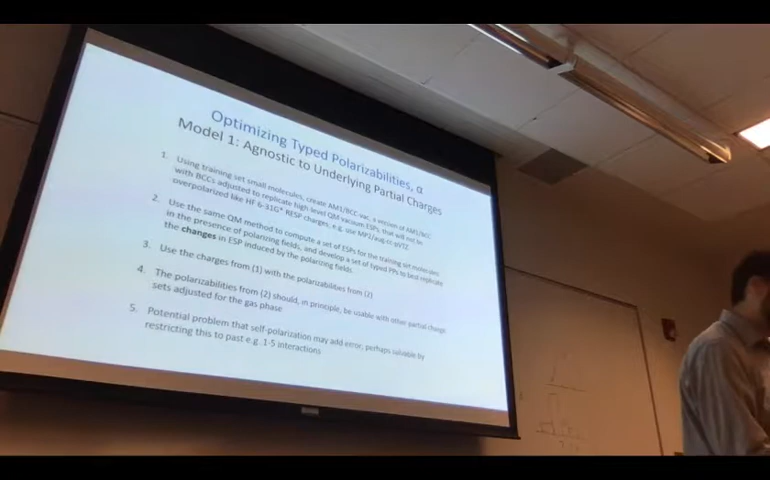 Optimizing Typed Polarizabilities, α
Model 1: Agnostic to Underlying Partial Charges
1. Using training set small molecules, create AM1/BCC-vac, a version of AM1/BCC
with BCCs adjusted to replicate high-level QM vacuum ESPs, that will not be
overpolarized like HF 6-31G* RESP charges, e.g. use MP2/aug-cc-pVTZ.
2. Use the same QM method to compute a set of ESPs for the training set molecules
in the presence of polarizing fields, and develop a set of typed PPs to best replicate
the changes in ESP induced by the polarizing fields.
3. Use the charges from (1) with the polarizabilities from (2)
4. The polarizabilities from (2) should, in principle, be usable with other partial charge
sets adjusted for the gas phase
5. Potential problem that self-polarization may add error, perhaps solvable by
restricting this to past e.g. 1-5 interactions